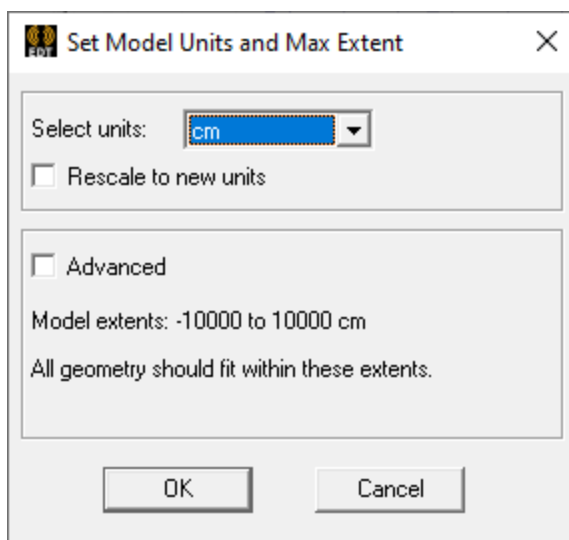 EDT
Set Model Units and Max Extent
Select units: cm
Rescale to new units
Advanced
Model extents: -10000 to 10000 cm
All geometry should fit within these extents.
OK Cancel